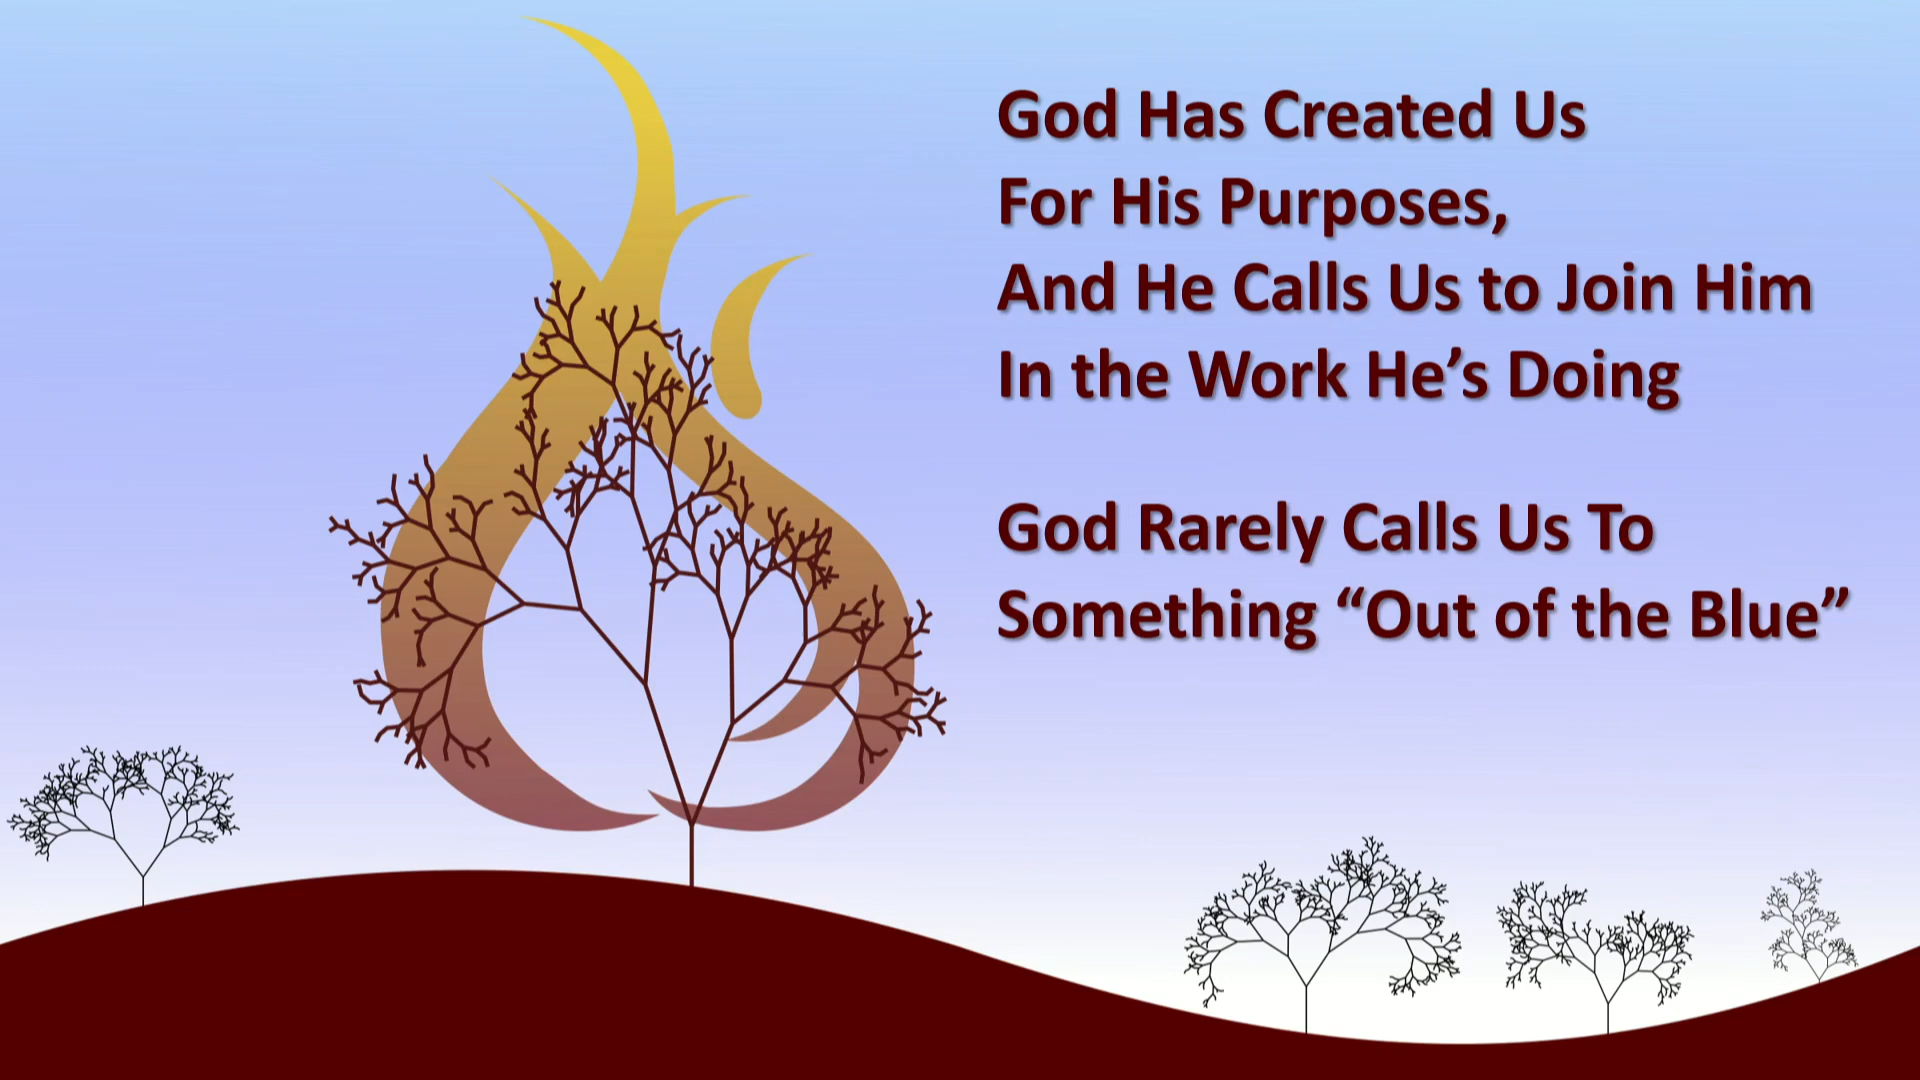 God Has Created Us
For His Purposes,
And He Calls Us to Join Him
In the Work He’s Doing
God Rarely Calls Us To
Something “Out of the Blue”